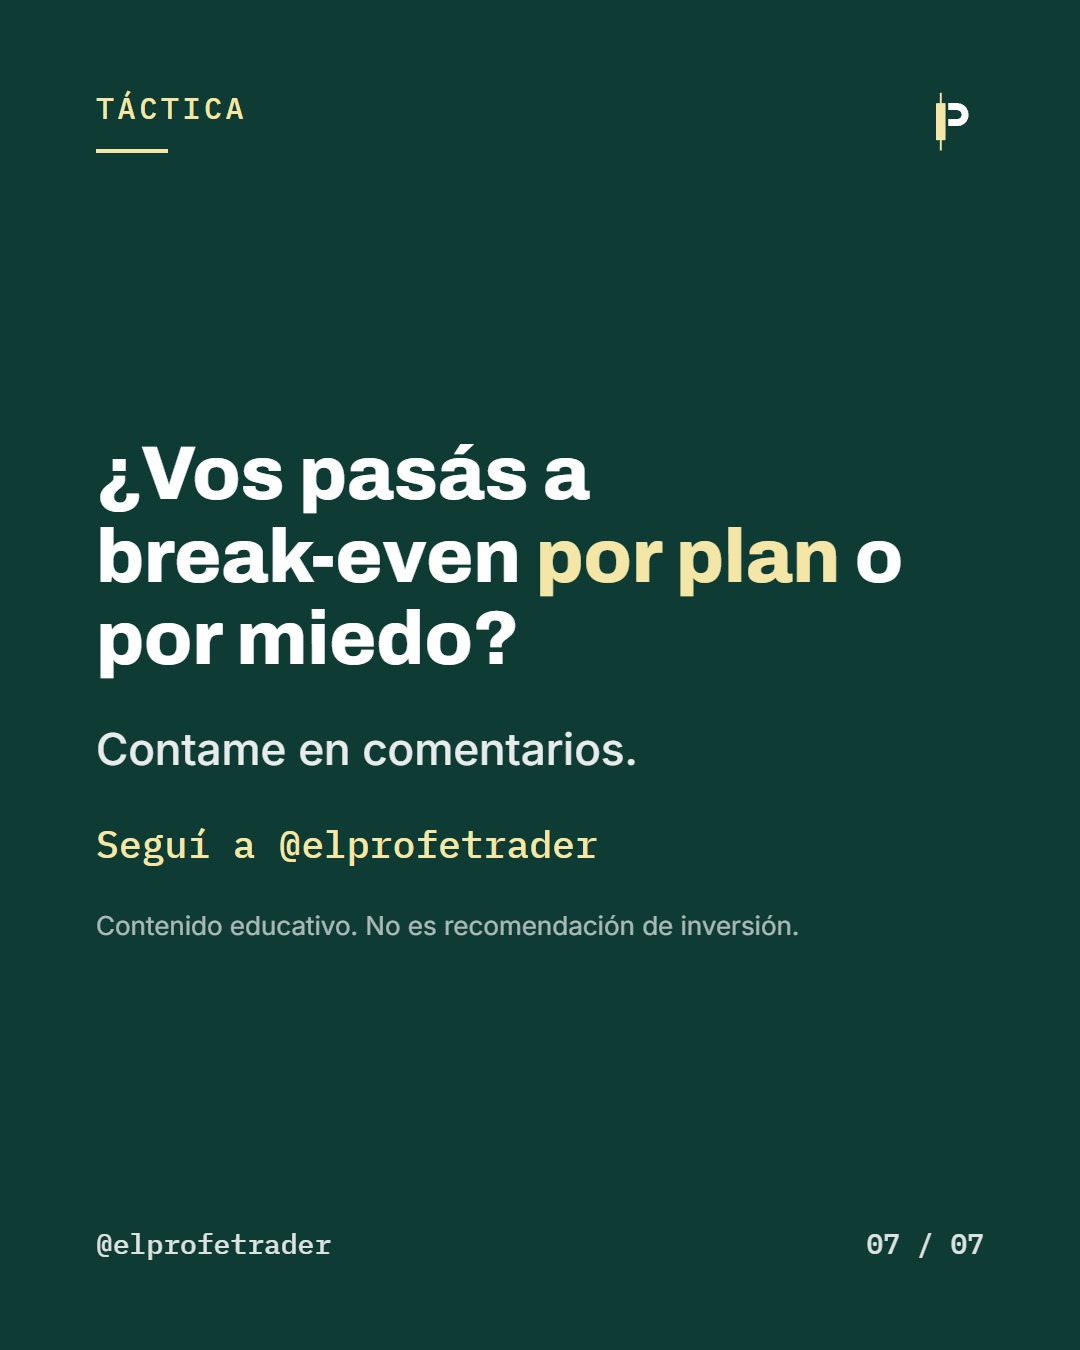 TÁCTICA
¿Vos pasás a
break-even por plan o
por miedo?
Contame en comentarios.
Seguí a @elprofetrader
Contenido educativo. No es recomendación de inversión.
@elprofetrader
07 / 07